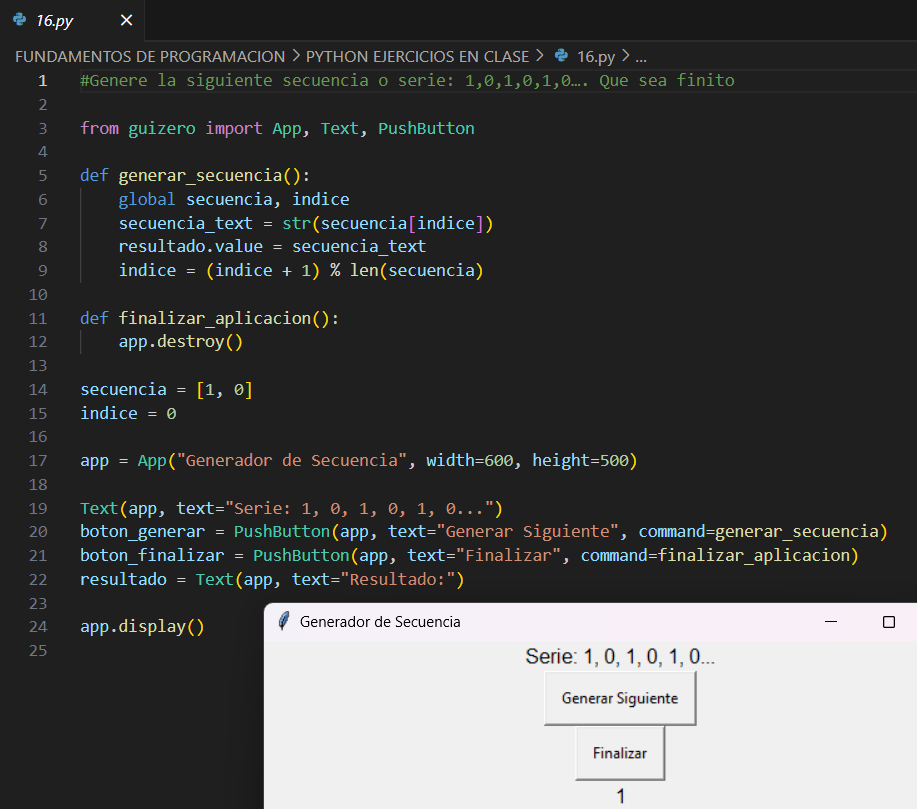 16.py ×
FUNDAMENTOS DE PROGRAMACION > PYTHON EJERCICIOS EN CLASE > 16.py > ...
1 #Genere la siguiente secuencia o serie: 1,0,1,0,1,0…. Que sea finito
2
3 from guizero import App, Text, PushButton
4
5 def generar_secuencia():
6     global secuencia, indice
7     secuencia_text = str(secuencia[indice])
8     resultado.value = secuencia_text
9     indice = (indice + 1) % len(secuencia)
10
11 def finalizar_aplicacion():
12     app.destroy()
13
14 secuencia = [1, 0]
15 indice = 0
16
17 app = App("Generador de Secuencia", width=600, height=500)
18
19 Text(app, text="Serie: 1, 0, 1, 0, 1, 0...")
20 boton_generar = PushButton(app, text="Generar Siguiente", command=generar_secuencia)
21 boton_finalizar = PushButton(app, text="Finalizar", command=finalizar_aplicacion)
22 resultado = Text(app, text="Resultado:")
23
24 app.display()
25
Generador de Secuencia
Serie: 1, 0, 1, 0, 1, 0...
Generar Siguiente
Finalizar
1